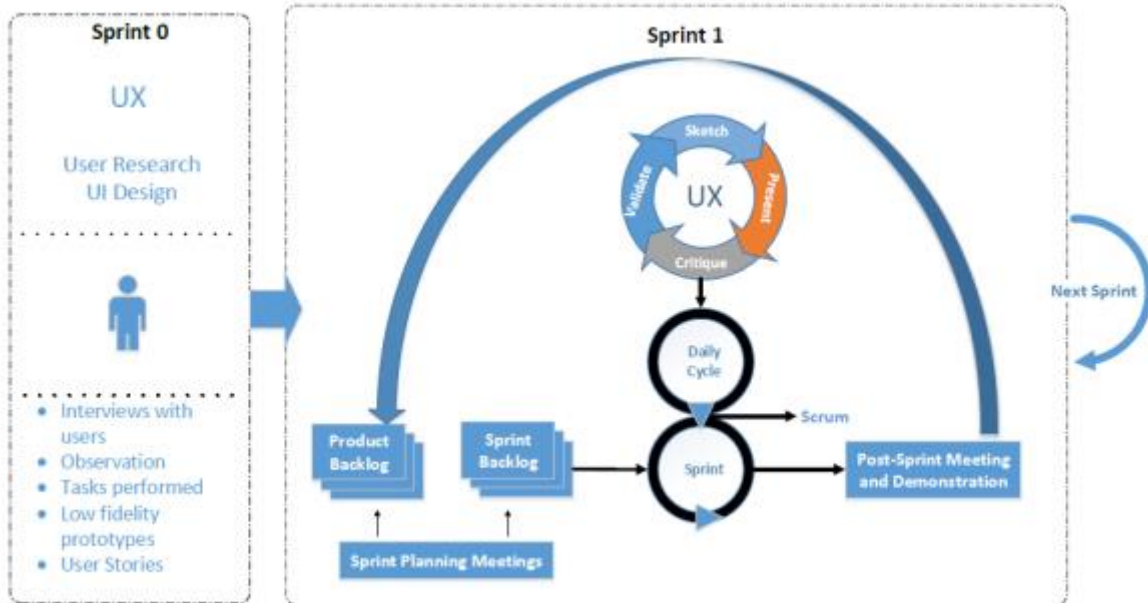 Sprint 0
UX
User Research
UI Design
• Interviews with
users
• Observation
• Tasks performed
• Low fidelity
prototypes
• User Stories
Sprint 1
Sketch
Present
Critique
Validate
UX
Daily
Cycle
Scrum
Product
Backlog
Sprint
Backlog
Sprint
Post-Sprint Meeting
and Demonstration
Sprint Planning Meetings
Next Sprint